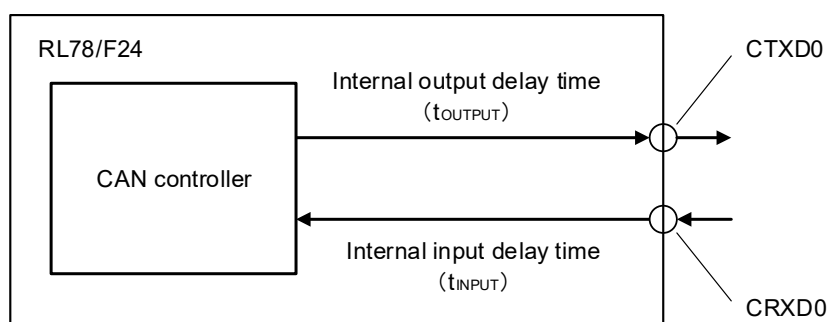 RL78/F24
CTXD0
Internal output delay time
（tOUTPUT）
CAN controller
Internal input delay time
（tINPUT）
CRXD0